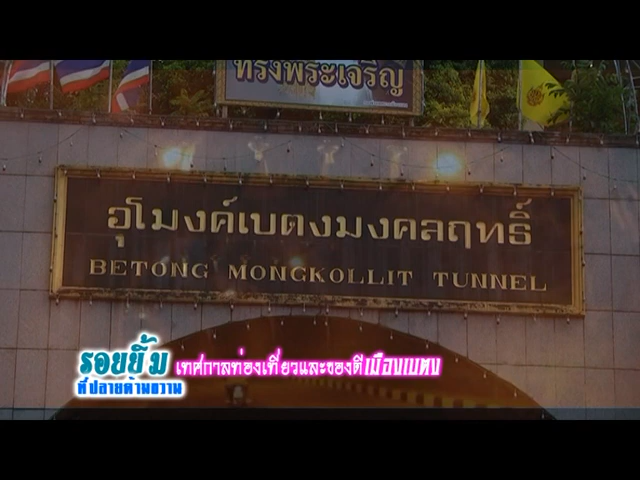 ทรงพระเจริญ
อุโมงค์เบตงมงคลฤทธิ์
BETONG MONGKOLLIT TUNNEL
รอยยิ้ม
ที่ปลายด้ามขวาน
เทศกาลท่องเที่ยวและของดีเมืองเบตง